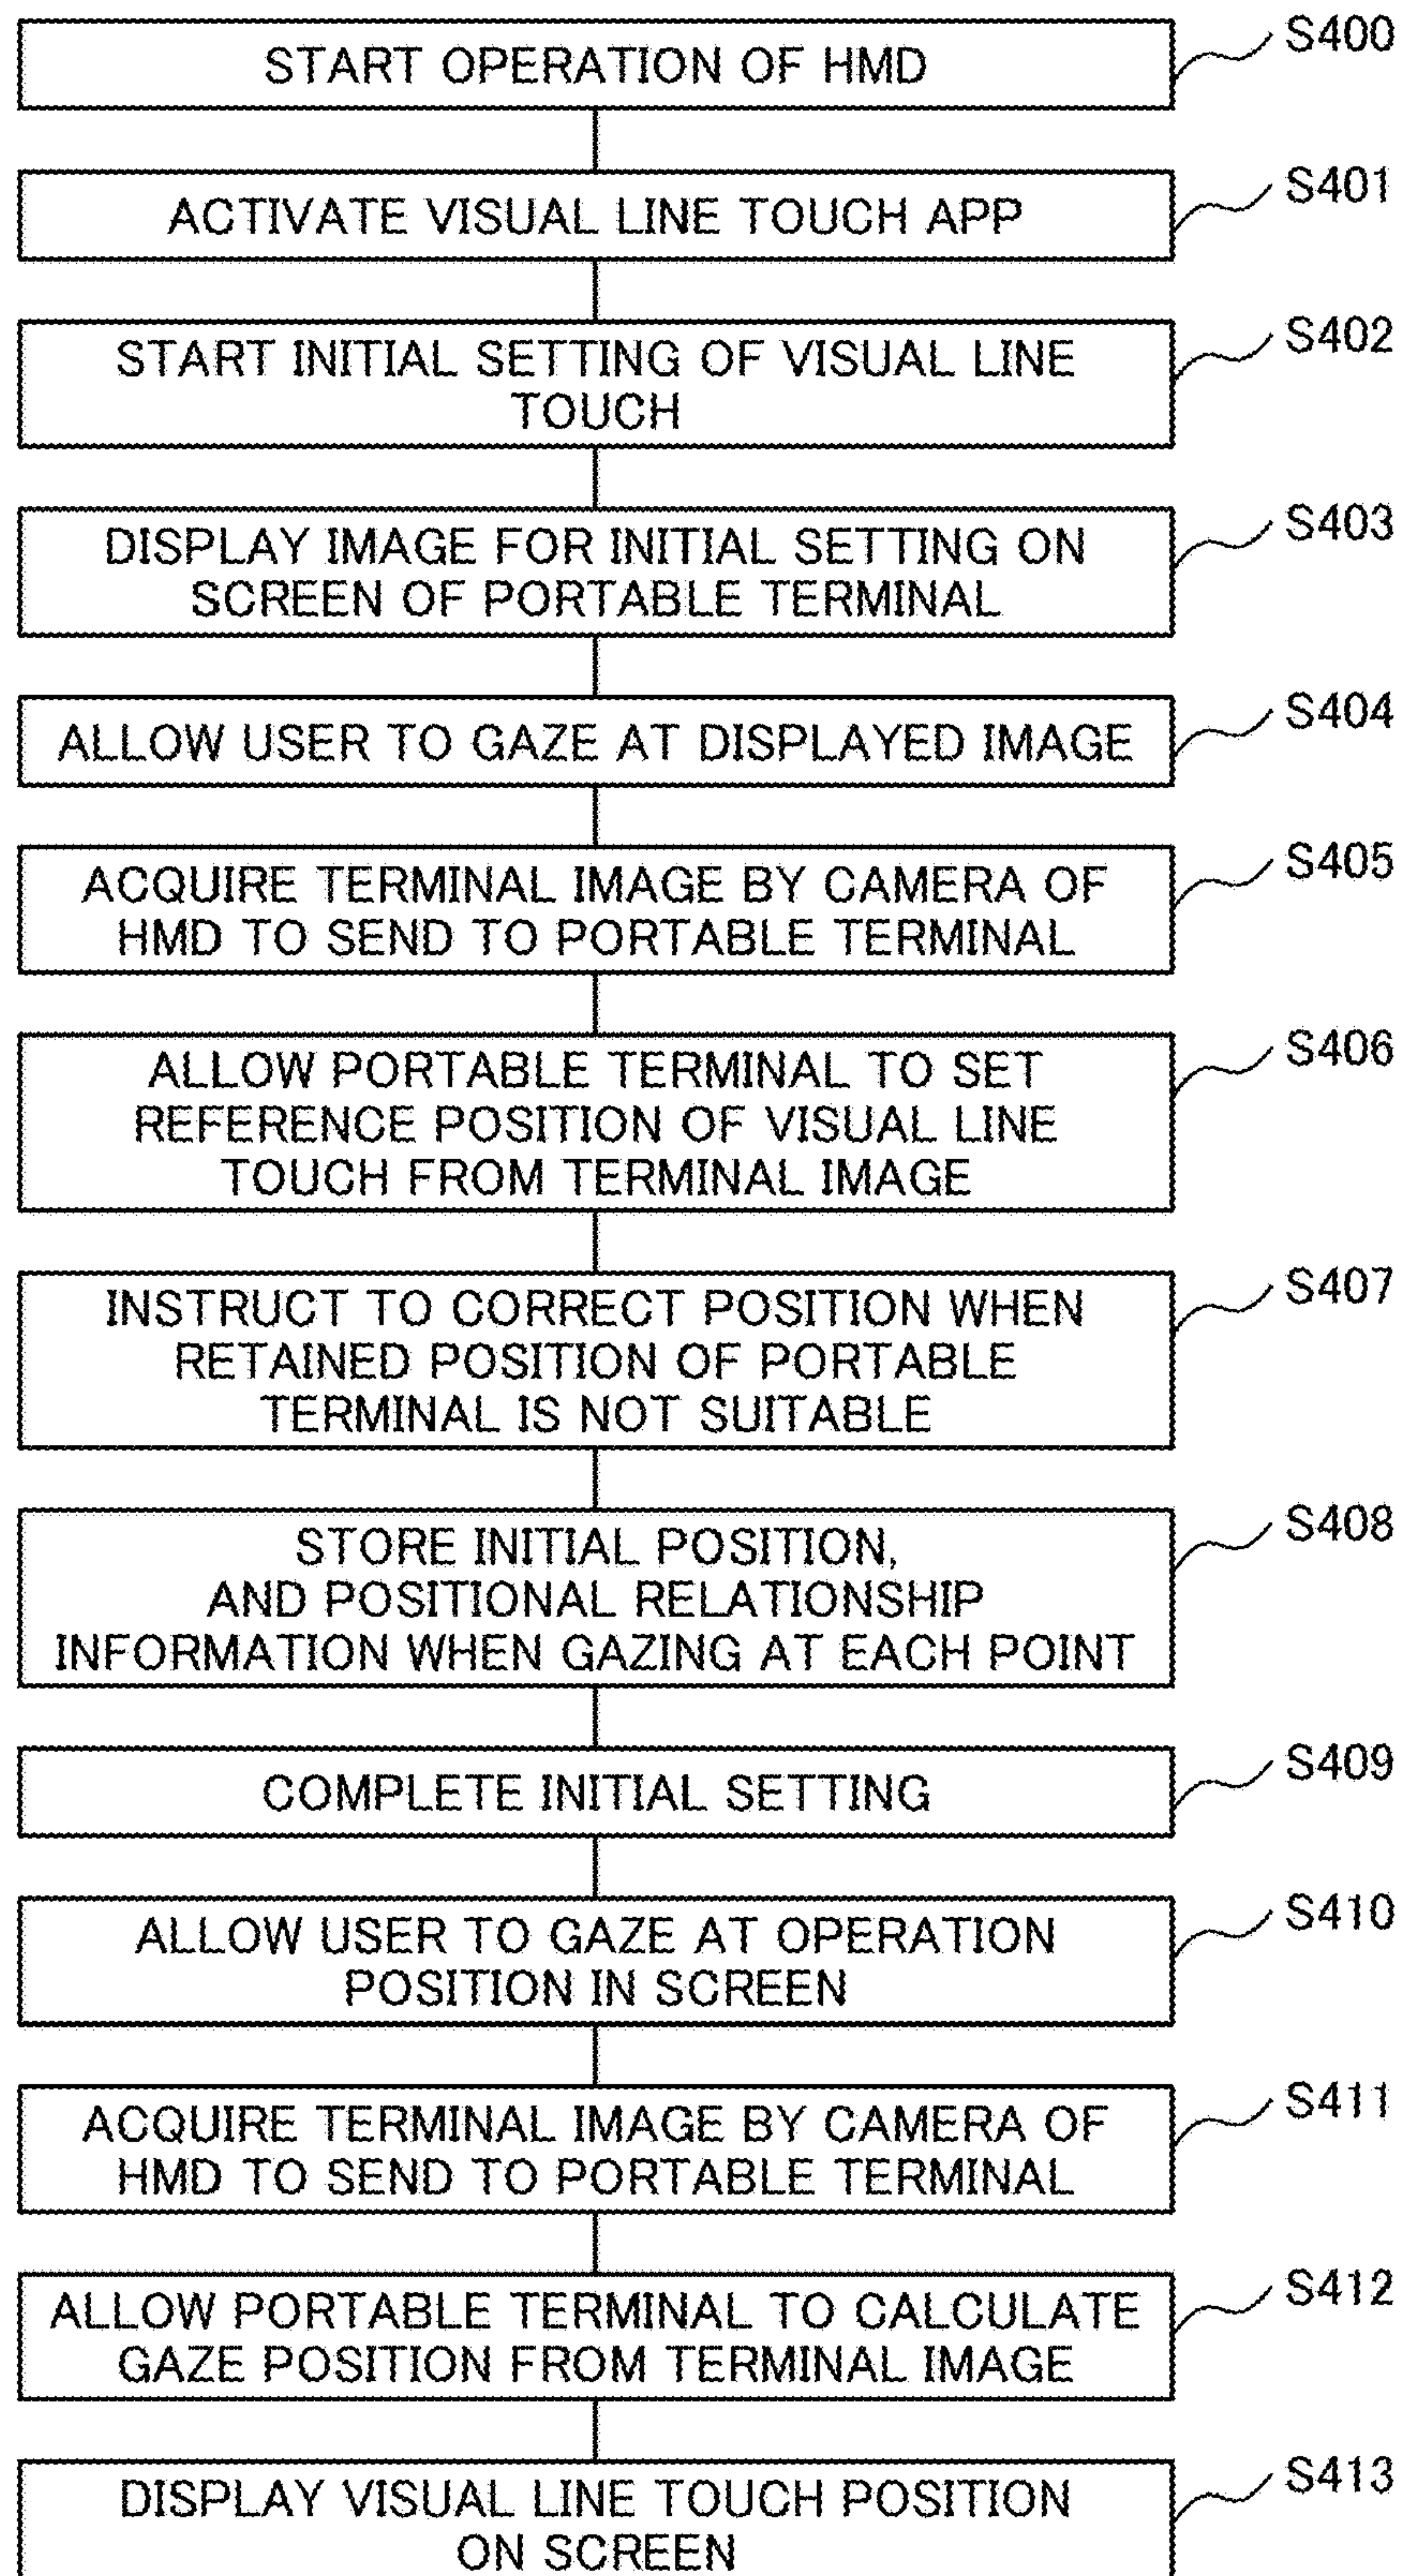 START OPERATION OF HMD
S400
ACTIVATE VISUAL LINE TOUCH APP
S401
START INITIAL SETTING OF VISUAL LINE
TOUCH
S402
DISPLAY IMAGE FOR INITIAL SETTING ON
SCREEN OF PORTABLE TERMINAL
S403
ALLOW USER TO GAZE AT DISPLAYED IMAGE
S404
ACQUIRE TERMINAL IMAGE BY CAMERA OF
HMD TO SEND TO PORTABLE TERMINAL
S405
ALLOW PORTABLE TERMINAL TO SET
REFERENCE POSITION OF VISUAL LINE
TOUCH FROM TERMINAL IMAGE
S406
INSTRUCT TO CORRECT POSITION WHEN
RETAINED POSITION OF PORTABLE
TERMINAL IS NOT SUITABLE
S407
STORE INITIAL POSITION,
AND POSITIONAL RELATIONSHIP
INFORMATION WHEN GAZING AT EACH POINT
S408
COMPLETE INITIAL SETTING
S409
ALLOW USER TO GAZE AT OPERATION
POSITION IN SCREEN
S410
ACQUIRE TERMINAL IMAGE BY CAMERA OF
HMD TO SEND TO PORTABLE TERMINAL
S411
ALLOW PORTABLE TERMINAL TO CALCULATE
GAZE POSITION FROM TERMINAL IMAGE
S412
DISPLAY VISUAL LINE TOUCH POSITION
ON SCREEN
S413